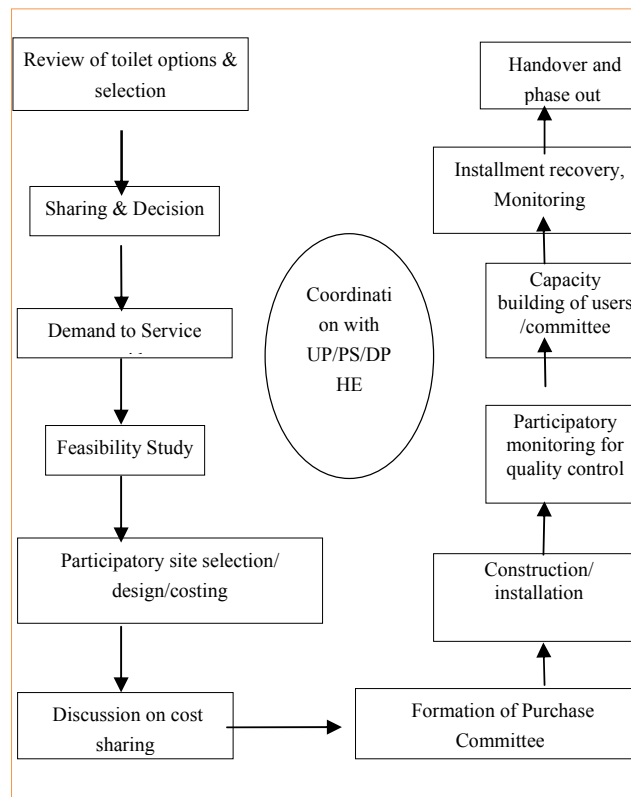 Review of toilet options &
selection
Sharing & Decision
Demand to Service
Feasibility Study
Participatory site selection/
design/costing
Discussion on cost
sharing
Coordinati
on with
UP/PS/DP
HE
Formation of Purchase
Committee
Construction/
installation
Participatory
monitoring for
quality control
Capacity
building of users
/committee
Installment recovery,
Monitoring
Handover and
phase out